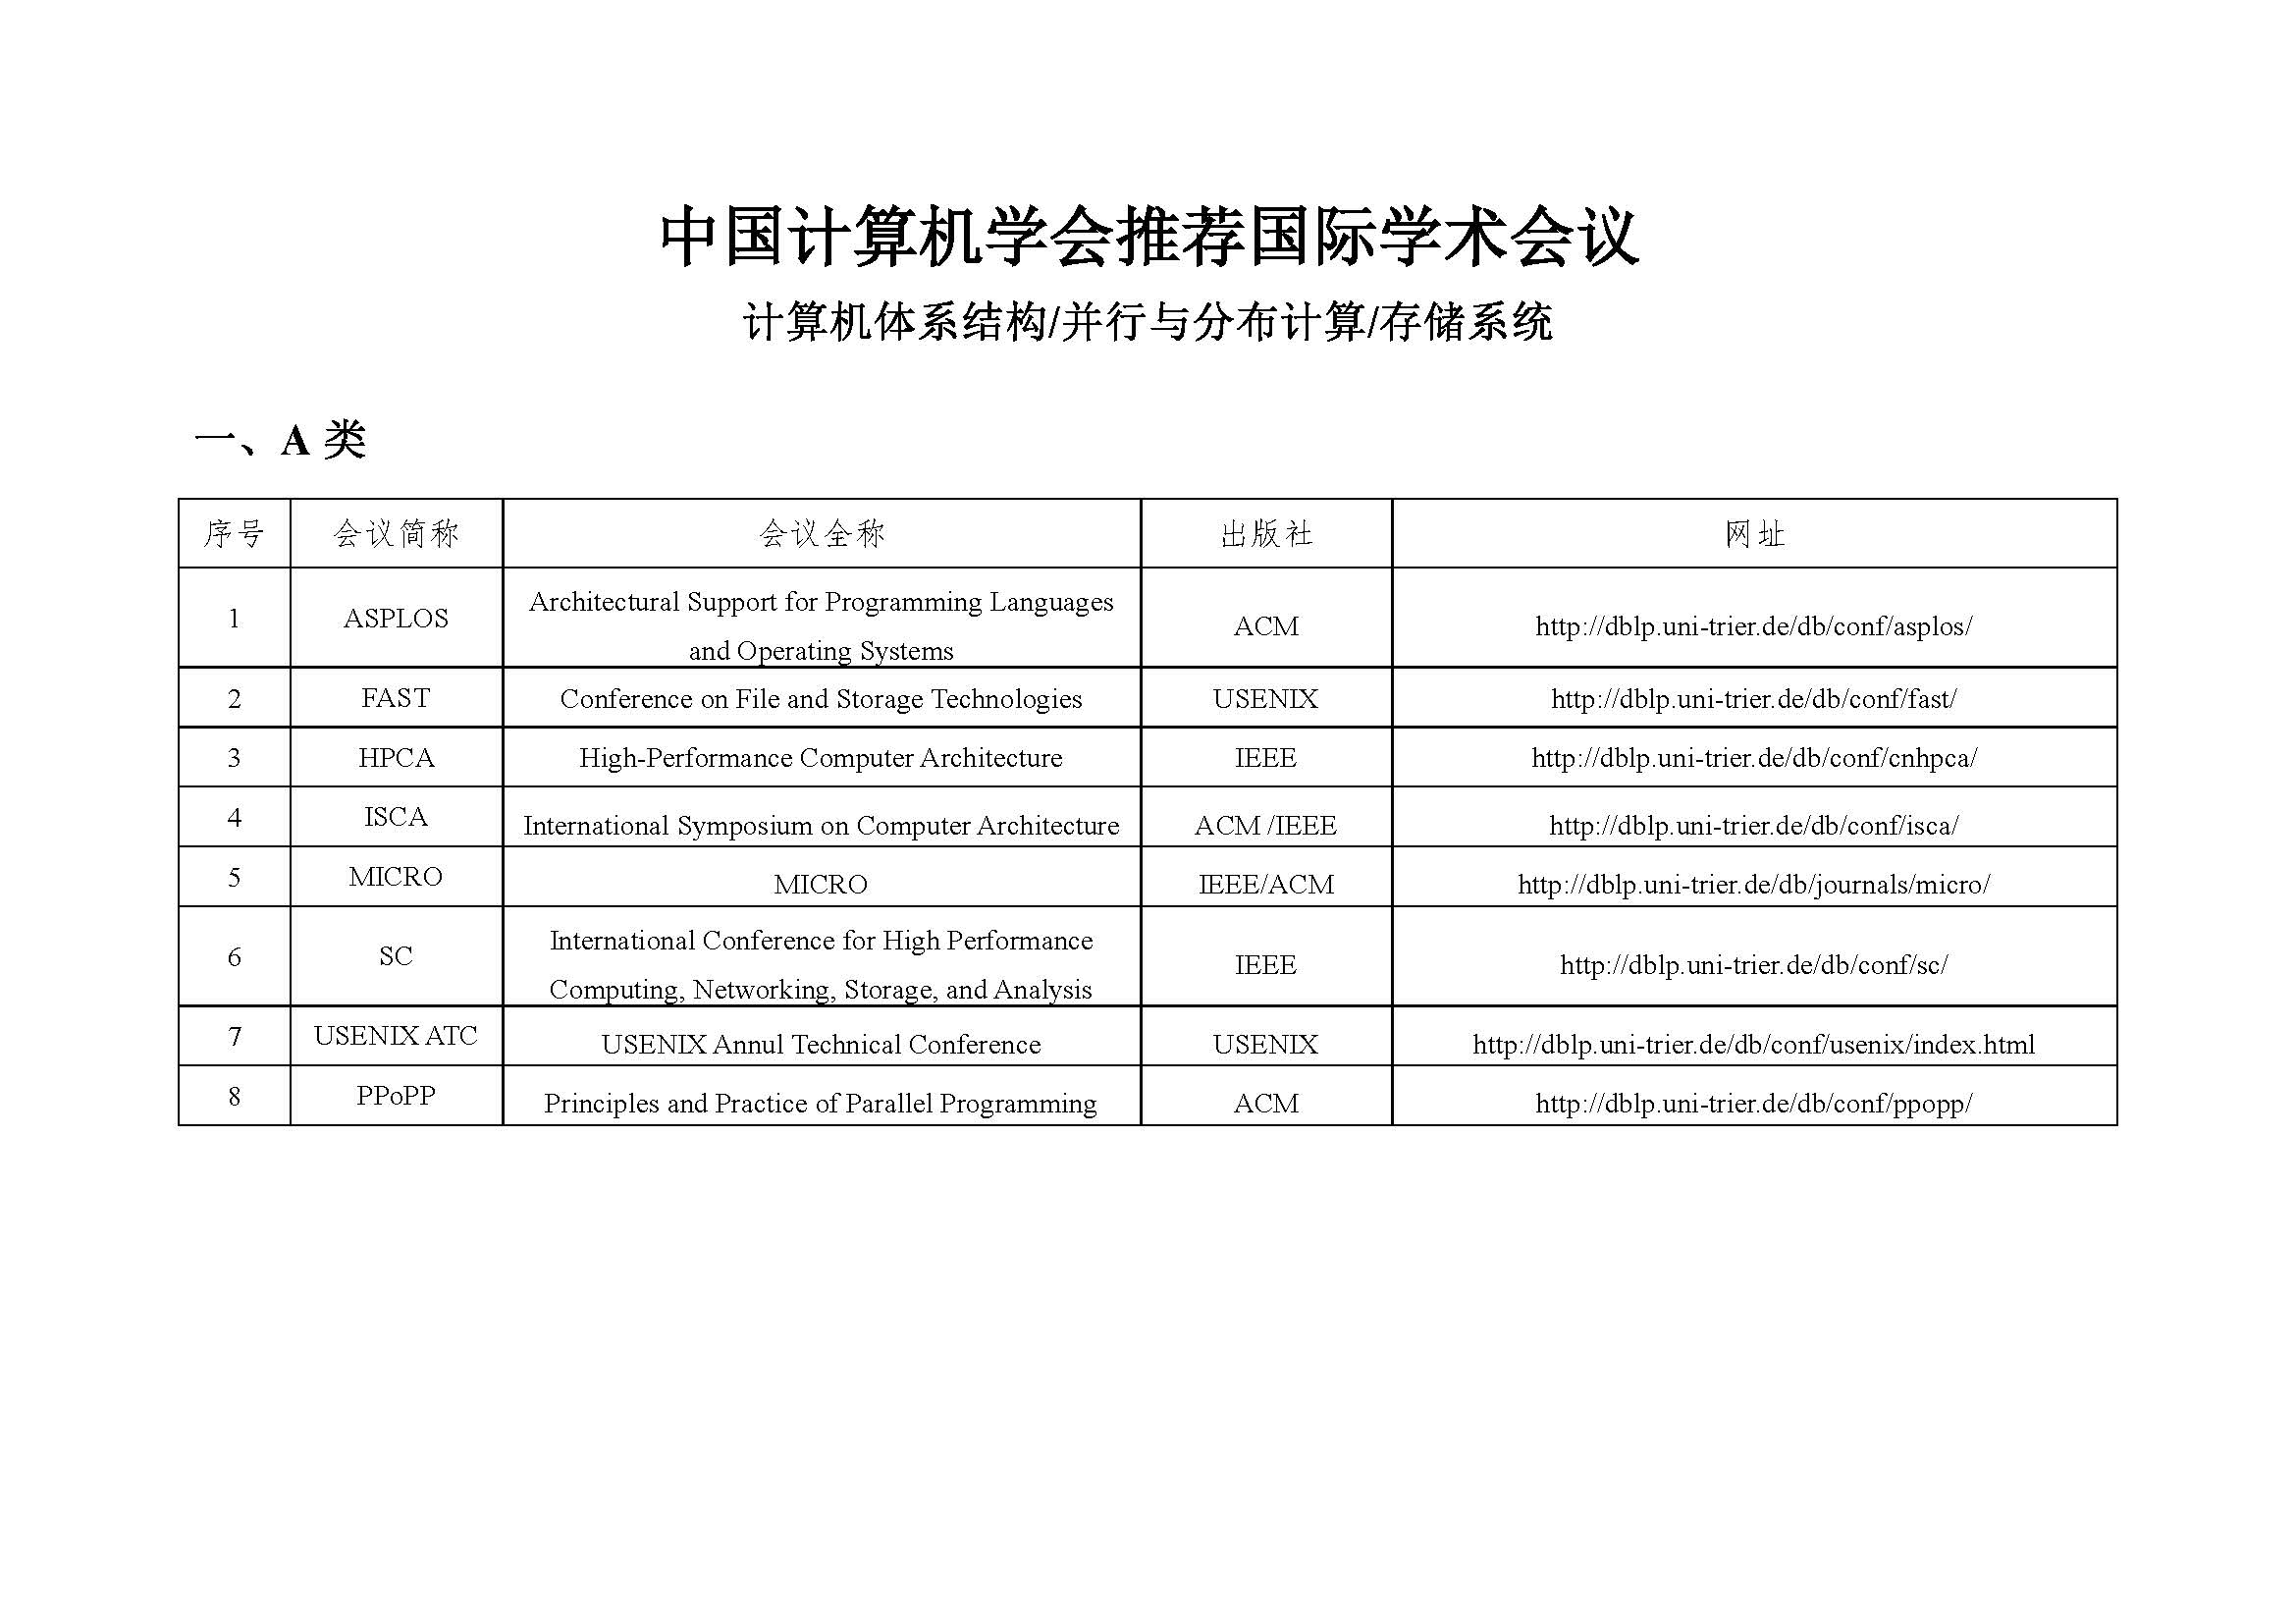 中国计算机学会推荐国际学术会议
计算机体系结构/并行与分布计算/存储系统
一、A 类
序号 会议简称 会议全称 出版社 网址
1 ASPLOS Architectural Support for Programming Languages
and Operating Systems ACM http://dblp.uni-trier.de/db/conf/asplos/
2 FAST Conference on File and Storage Technologies USENIX http://dblp.uni-trier.de/db/conf/fast/
3 HPCA High-Performance Computer Architecture IEEE http://dblp.uni-trier.de/db/conf/cnhpca/
4 ISCA International Symposium on Computer Architecture ACM /IEEE http://dblp.uni-trier.de/db/conf/isca/
5 MICRO MICRO IEEE/ACM http://dblp.uni-trier.de/db/journals/micro/
6 SC International Conference for High Performance
Computing, Networking, Storage, and Analysis IEEE http://dblp.uni-trier.de/db/conf/sc/
7 USENIX ATC USENIX Annul Technical Conference USENIX http://dblp.uni-trier.de/db/conf/usenix/index.html
8 PPoPP Principles and Practice of Parallel Programming ACM http://dblp.uni-trier.de/db/conf/ppopp/